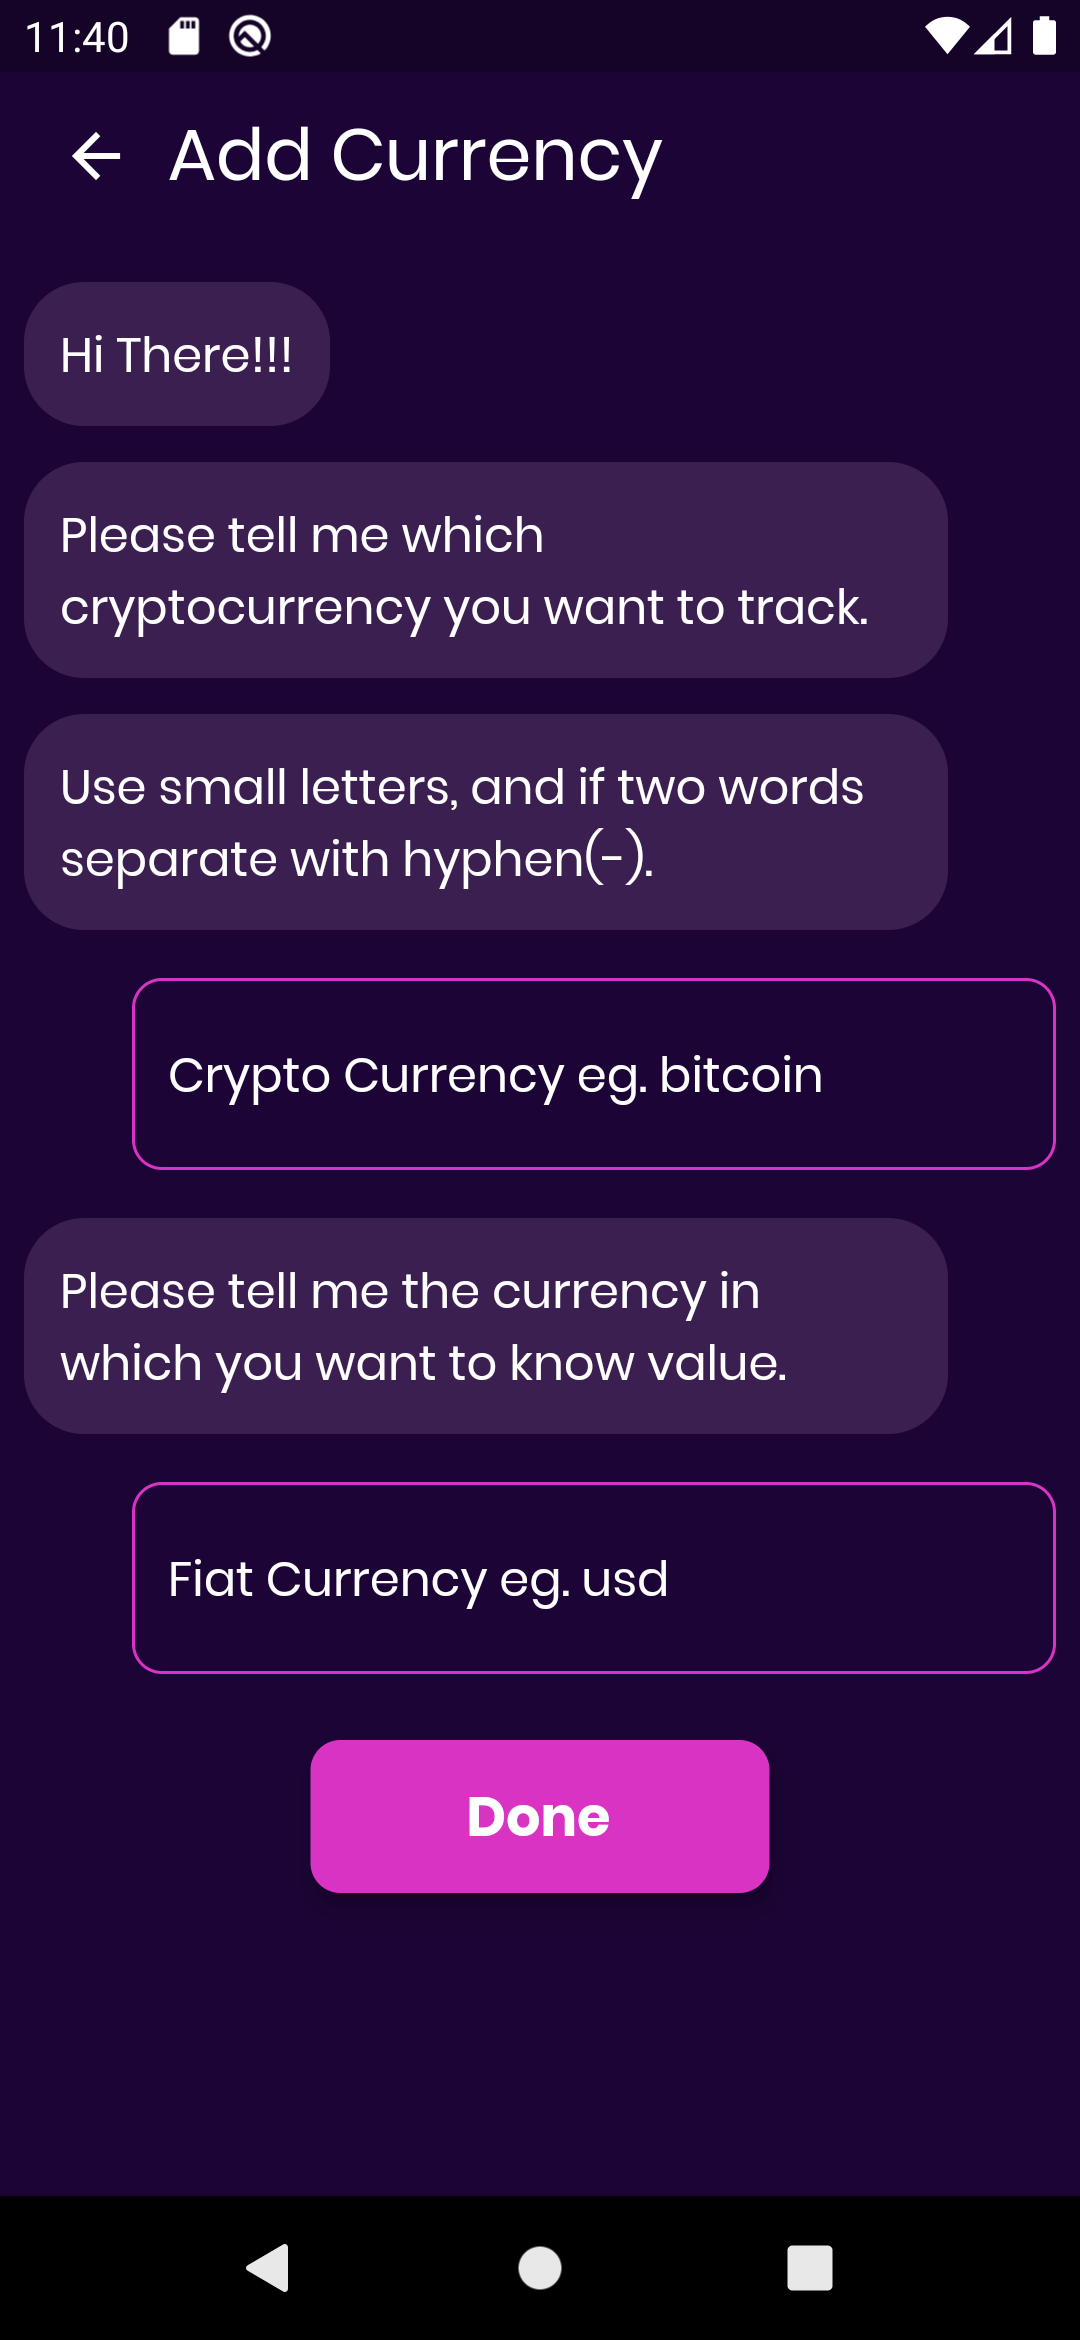 11:40
Add Currency
Hi There!!!
Please tell me which
cryptocurrency you want to track.
Use small letters, and if two words
separate with hyphen(-).
Crypto Currency eg. bitcoin
Please tell me the currency in
which you want to know value.
Fiat Currency eg. usd
Done